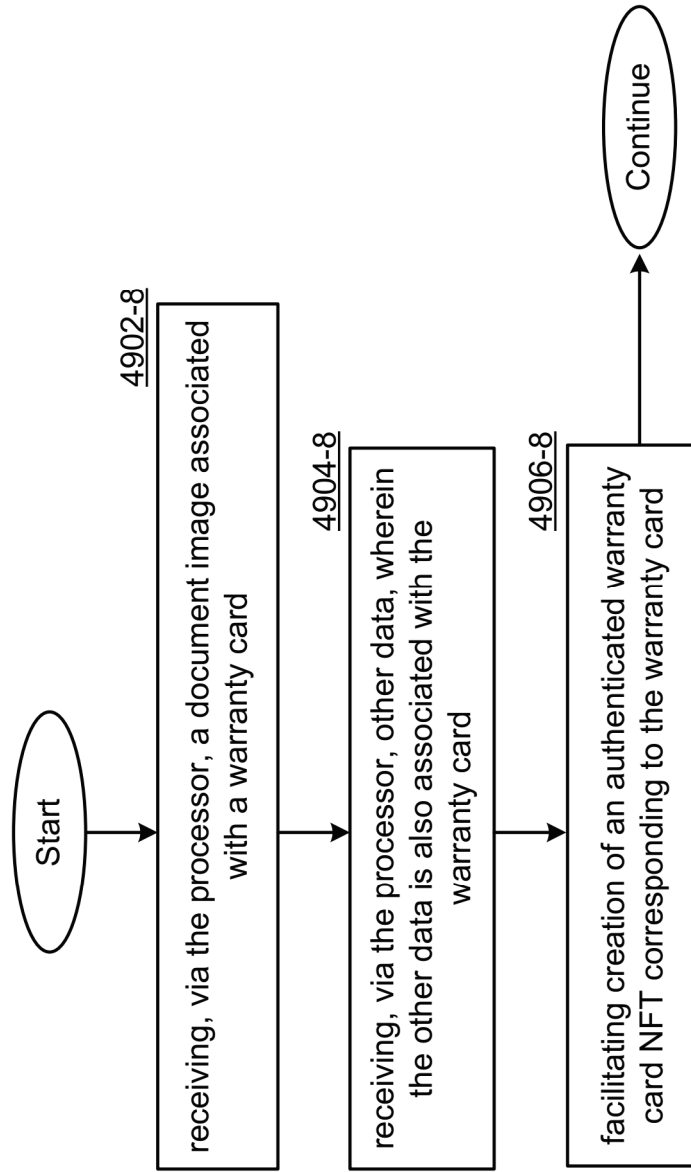 Start
4902-8
receiving, via the processor, a document image associated
with a warranty card
4904-8
receiving, via the processor, other data, wherein
the other data is also associated with the
warranty card
4906-8
facilitating creation of an authenticated warranty
card NFT corresponding to the warranty card
Continue